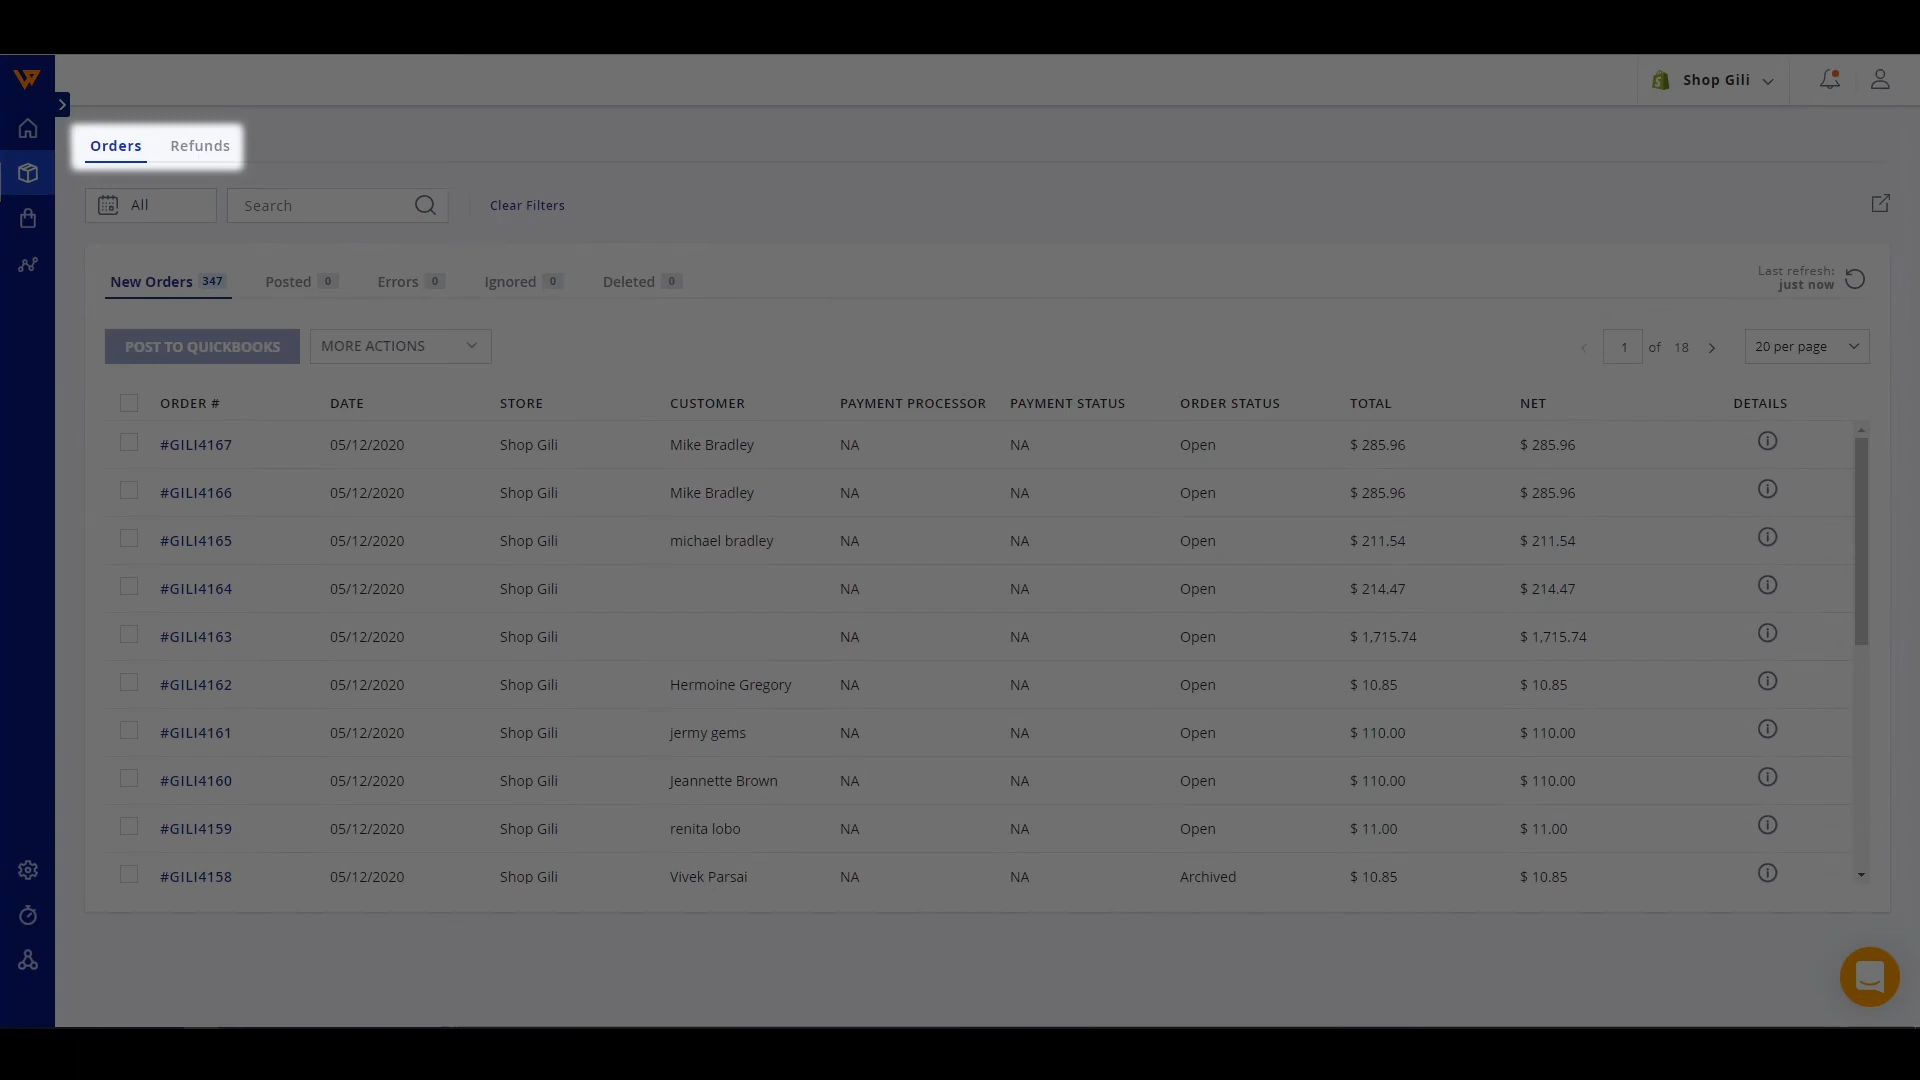 Shop Gili
Orders Refunds
All Search Clear Filters
New Orders 347 Posted 0 Errors 0 Ignored 0 Deleted 0 Last refresh:
just now
POST TO QUICKBOOKS MORE ACTIONS 1 of 18 20 per page
ORDER # DATE STORE CUSTOMER PAYMENT PROCESSOR PAYMENT STATUS ORDER STATUS TOTAL NET DETAILS
#GILI4167 05/12/2020 Shop Gili Mike Bradley NA NA Open $ 285.96 $ 285.96
#GILI4166 05/12/2020 Shop Gili Mike Bradley NA NA Open $ 285.96 $ 285.96
#GILI4165 05/12/2020 Shop Gili michael bradley NA NA Open $ 211.54 $ 211.54
#GILI4164 05/12/2020 Shop Gili NA NA Open $ 214.47 $ 214.47
#GILI4163 05/12/2020 Shop Gili NA NA Open $ 1,715.74 $ 1,715.74
#GILI4162 05/12/2020 Shop Gili Hermoine Gregory NA NA Open $ 10.85 $ 10.85
#GILI4161 05/12/2020 Shop Gili jermy gems NA NA Open $ 110.00 $ 110.00
#GILI4160 05/12/2020 Shop Gili Jeannette Brown NA NA Open $ 110.00 $ 110.00
#GILI4159 05/12/2020 Shop Gili renita lobo NA NA Open $ 11.00 $ 11.00
#GILI4158 05/12/2020 Shop Gili Vivek Parsai NA NA Archived $ 10.85 $ 10.85